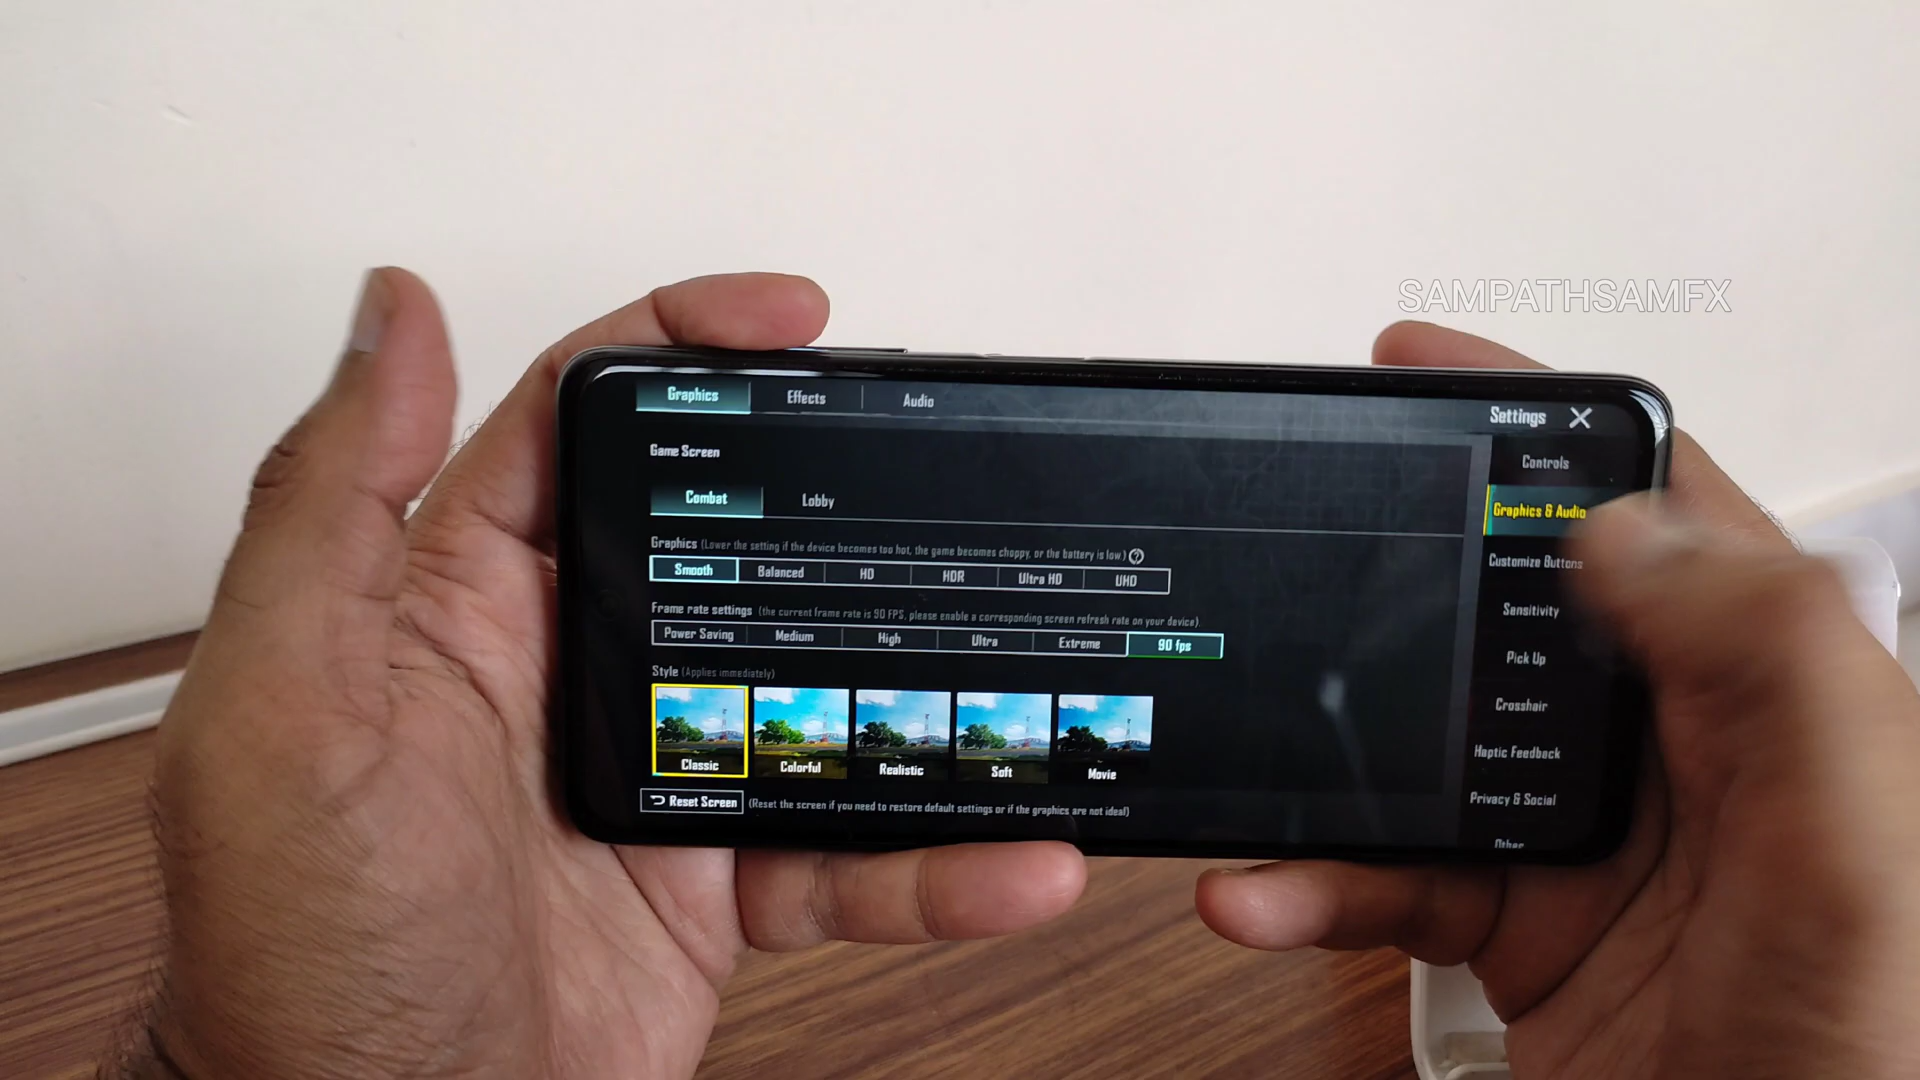 SAMPATHSAMFX
Graphics Effects Audio
Settings X
Game Screen
Controls
Combat Lobby
Graphics & Audio
Graphics (Lower the setting if the device becomes too hot, the game becomes choppy, or the battery is low.) ?
Smooth Balanced HD HDR Ultra HD UHD
Customize Buttons
Frame rate settings (the current frame rate is 90 FPS, please enable a corresponding screen refresh rate on your device).
Sensitivity
Power Saving Medium High Ultra Extreme 90 fps
Pick Up
Style (Applies immediately)
Crosshair
Classic Colorful Realistic Soft Movie
Haptic Feedback
Reset Screen (Reset the screen if you need to restore default settings or if the graphics are not ideal)
Privacy & Social
Other